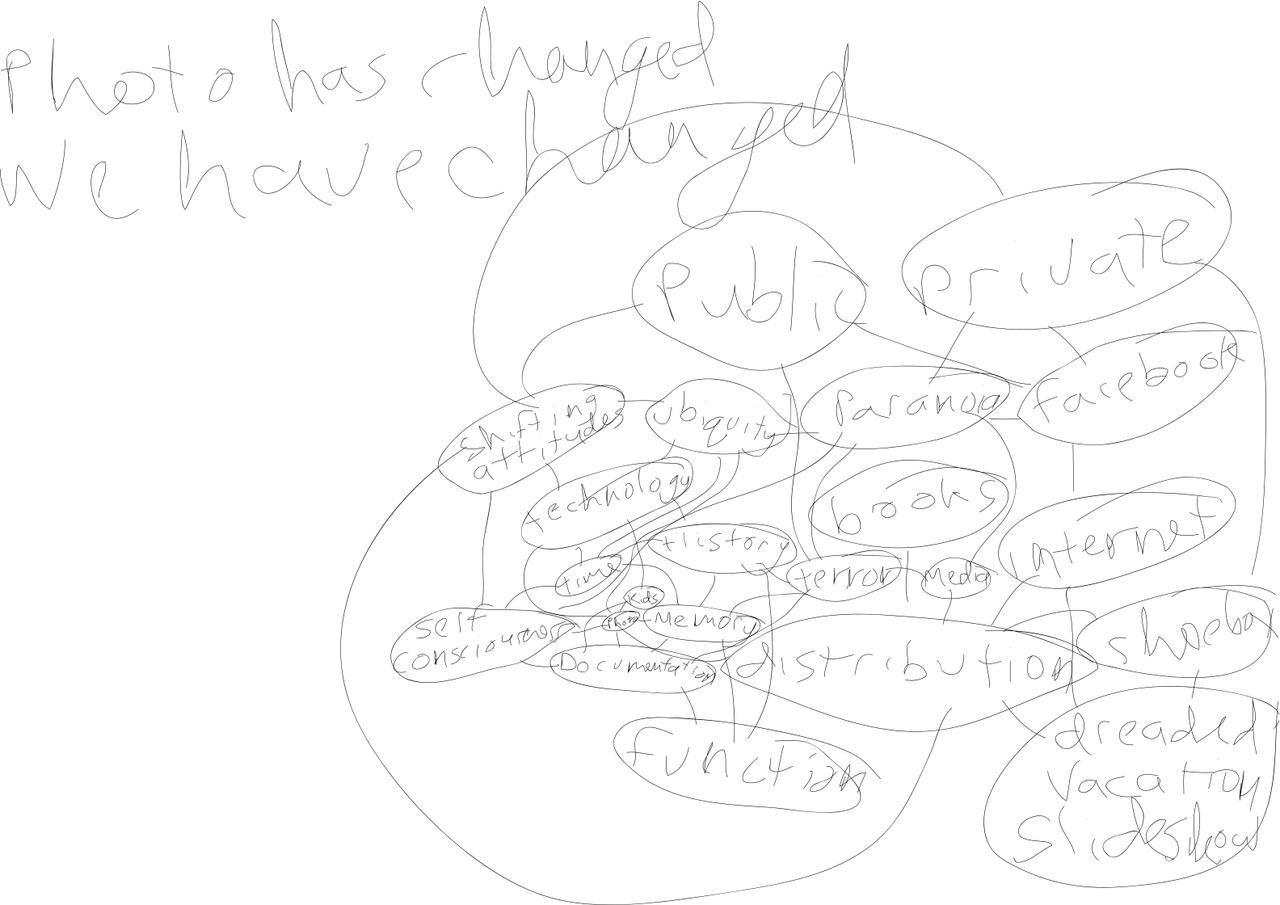 Photo has changed
we have changed
Public
private
shifting
attitudes
ubiquity
Paranoia
facebook
technology
books
History
internet
time
terror
Media
Kids
Photo
Memory
self
consciousness
Documentation
distribution
shoebox
function
dreaded
vacation
slideshow